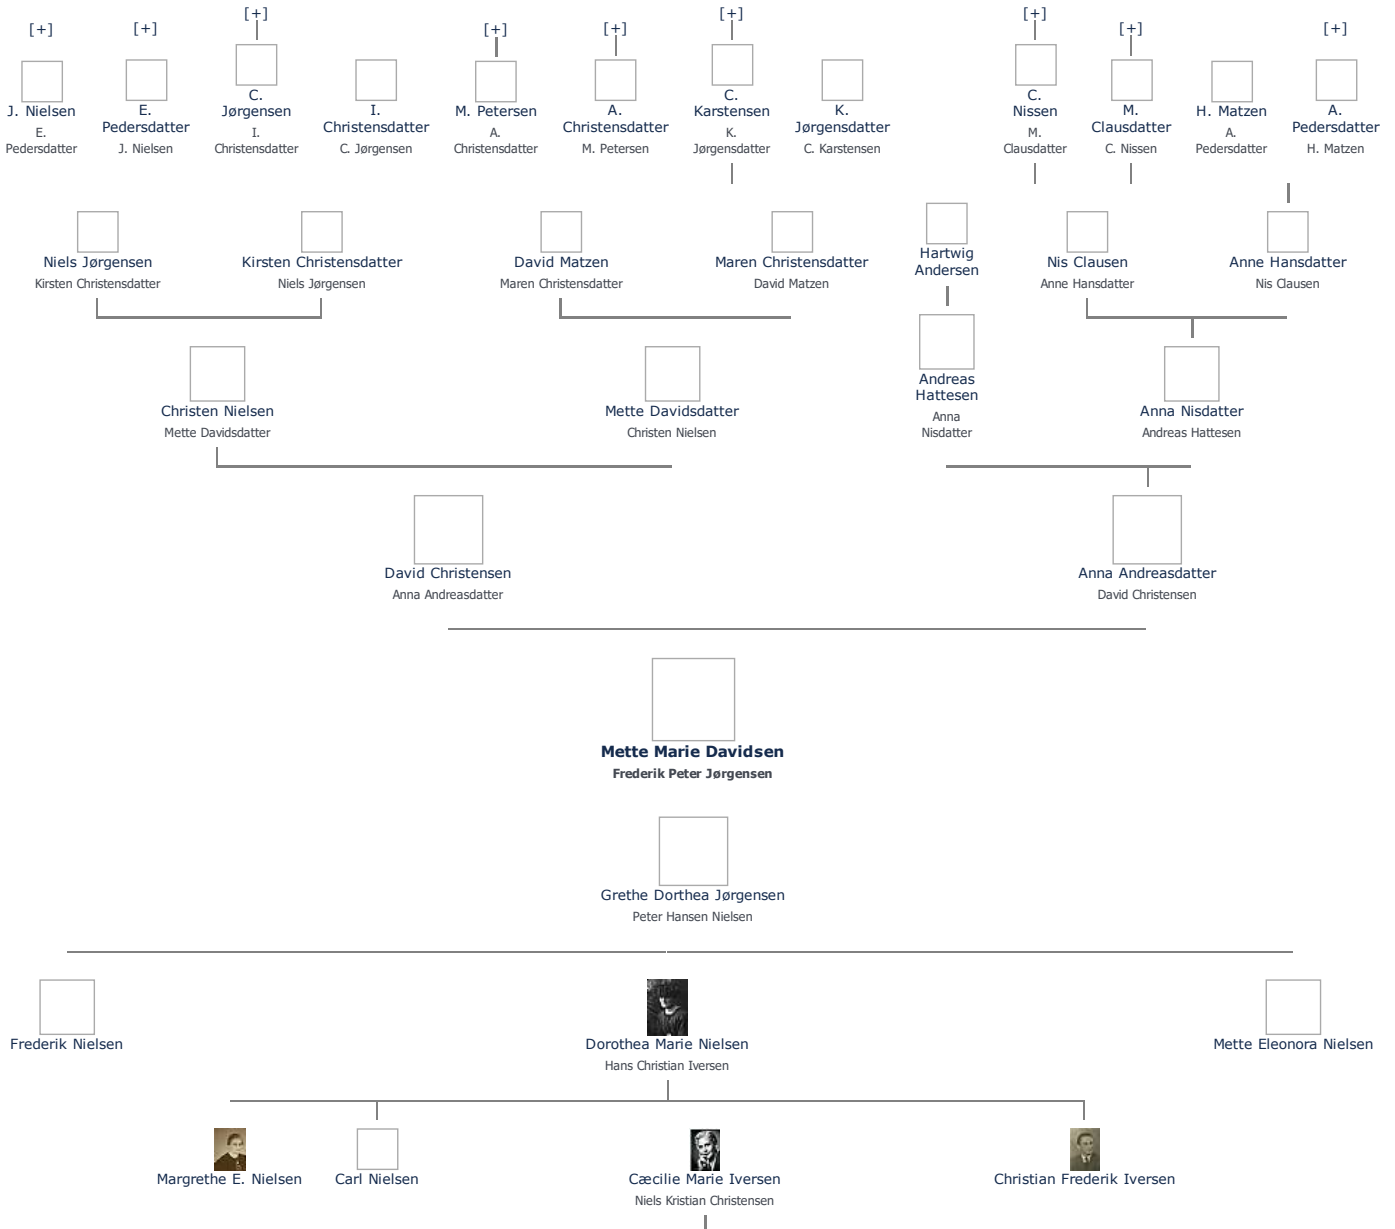 [+]
[+]
[+]
[+]
[+]
[+]
[+]
[+]
[+]
J. Nielsen
E.
Pedersdatter
E.
Pedersdatter
J. Nielsen
C.
Jørgensen
I.
Christensdatter
I.
Christensdatter
C. Jørgensen
M. Petersen
A.
Christensdatter
A.
Christensdatter
M. Petersen
C.
Karstensen
K.
Jørgensdatter
K.
Jørgensdatter
C. Karstensen
C.
Nissen
M.
Clausdatter
M.
Clausdatter
C. Nissen
H. Matzen
A.
Pedersdatter
A.
Pedersdatter
H. Matzen
Niels Jørgensen
Kirsten Christensdatter
Kirsten Christensdatter
Niels Jørgensen
David Matzen
Maren Christensdatter
Maren Christensdatter
David Matzen
Hartwig
Andersen
Nis Clausen
Anne Hansdatter
Anne Hansdatter
Nis Clausen
Christen Nielsen
Mette Davidsdatter
Mette Davidsdatter
Christen Nielsen
Andreas
Hattesen
Anna
Nisdatter
Anna Nisdatter
Andreas Hattesen
David Christensen
Anna Andreasdatter
Anna Andreasdatter
David Christensen
Mette Marie Davidsen
Frederik Peter Jørgensen
Grethe Dorthea Jørgensen
Peter Hansen Nielsen
Frederik Nielsen
Dorothea Marie Nielsen
Hans Christian Iversen
Mette Eleonora Nielsen
Margrethe E. Nielsen
Carl Nielsen
Cæcilie Marie Iversen
Niels Kristian Christensen
Christian Frederik Iversen